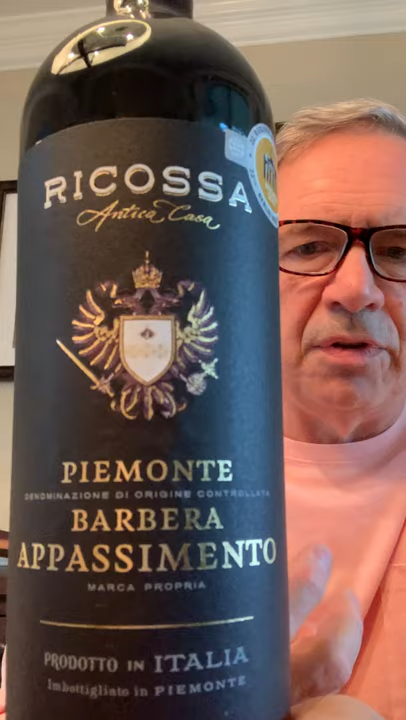 RICOSSA
Antica Casa
PIEMONTE
DENOMINAZIONE DI ORIGINE CONTROLLATA
BARBERA
APPASSIMENTO
MARCA PROPRIA
PRODOTTO IN ITALIA
Imbottigliato in PIEMONTE